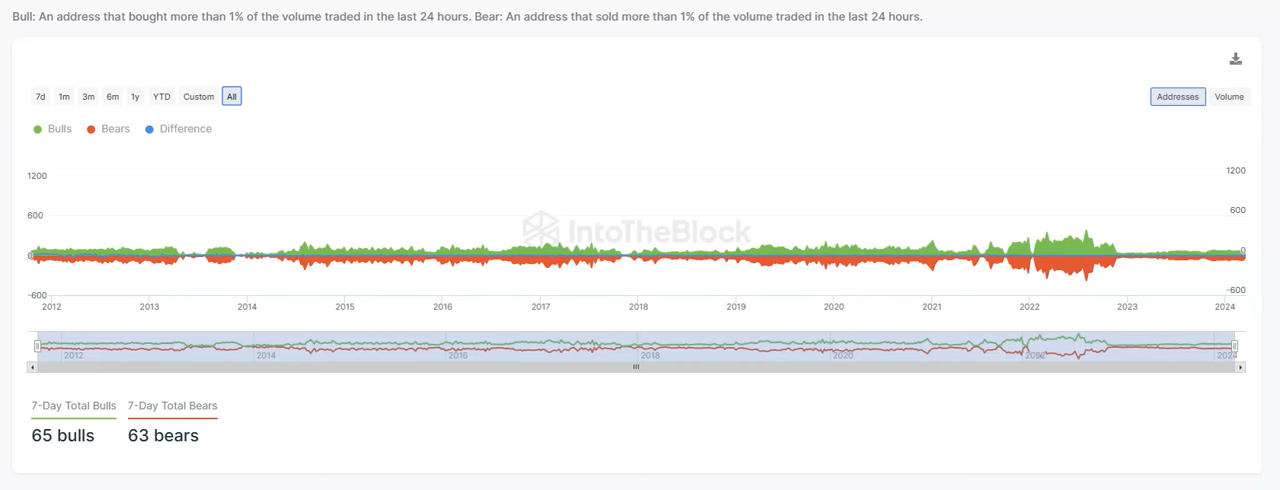 Bull: An address that bought more than 1% of the volume traded in the last 24 hours. Bear: An address that sold more than 1% of the volume traded in the last 24 hours.
7d 1m 3m 6m 1y YTD Custom All Addresses Volume
Bulls Bears Difference
1200 1200
600 600
IntoTheBlock
0 0
-600 -600
2012 2013 2014 2015 2016 2017 2018 2019 2020 2021 2022 2023 2024
2012 2014 2016 2018 2020 2022 2024
7-Day Total Bulls 7-Day Total Bears
65 bulls 63 bears